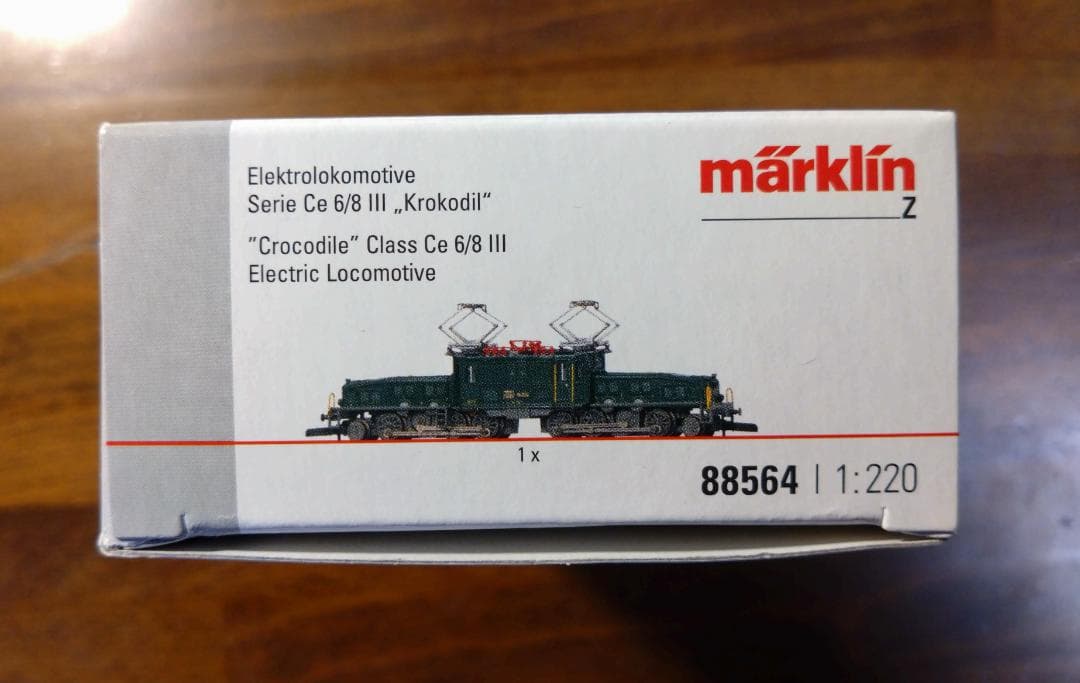 Elektrolokomotive
Serie Ce 6/8 III „Krokodil“
”Crocodile” Class Ce 6/8 III
Electric Locomotive
märklín
Z
1 x
88564 | 1:220